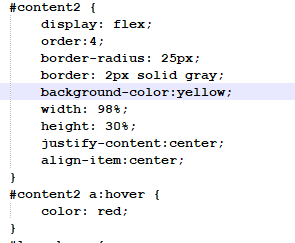 #content2 {
display: flex;
order:4;
border-radius: 25px;
border: 2px solid gray;
background-color:yellow;
width: 98%;
height: 30%;
justify-content:center;
align-item:center;
}
#content2 a:hover {
color: red;
}